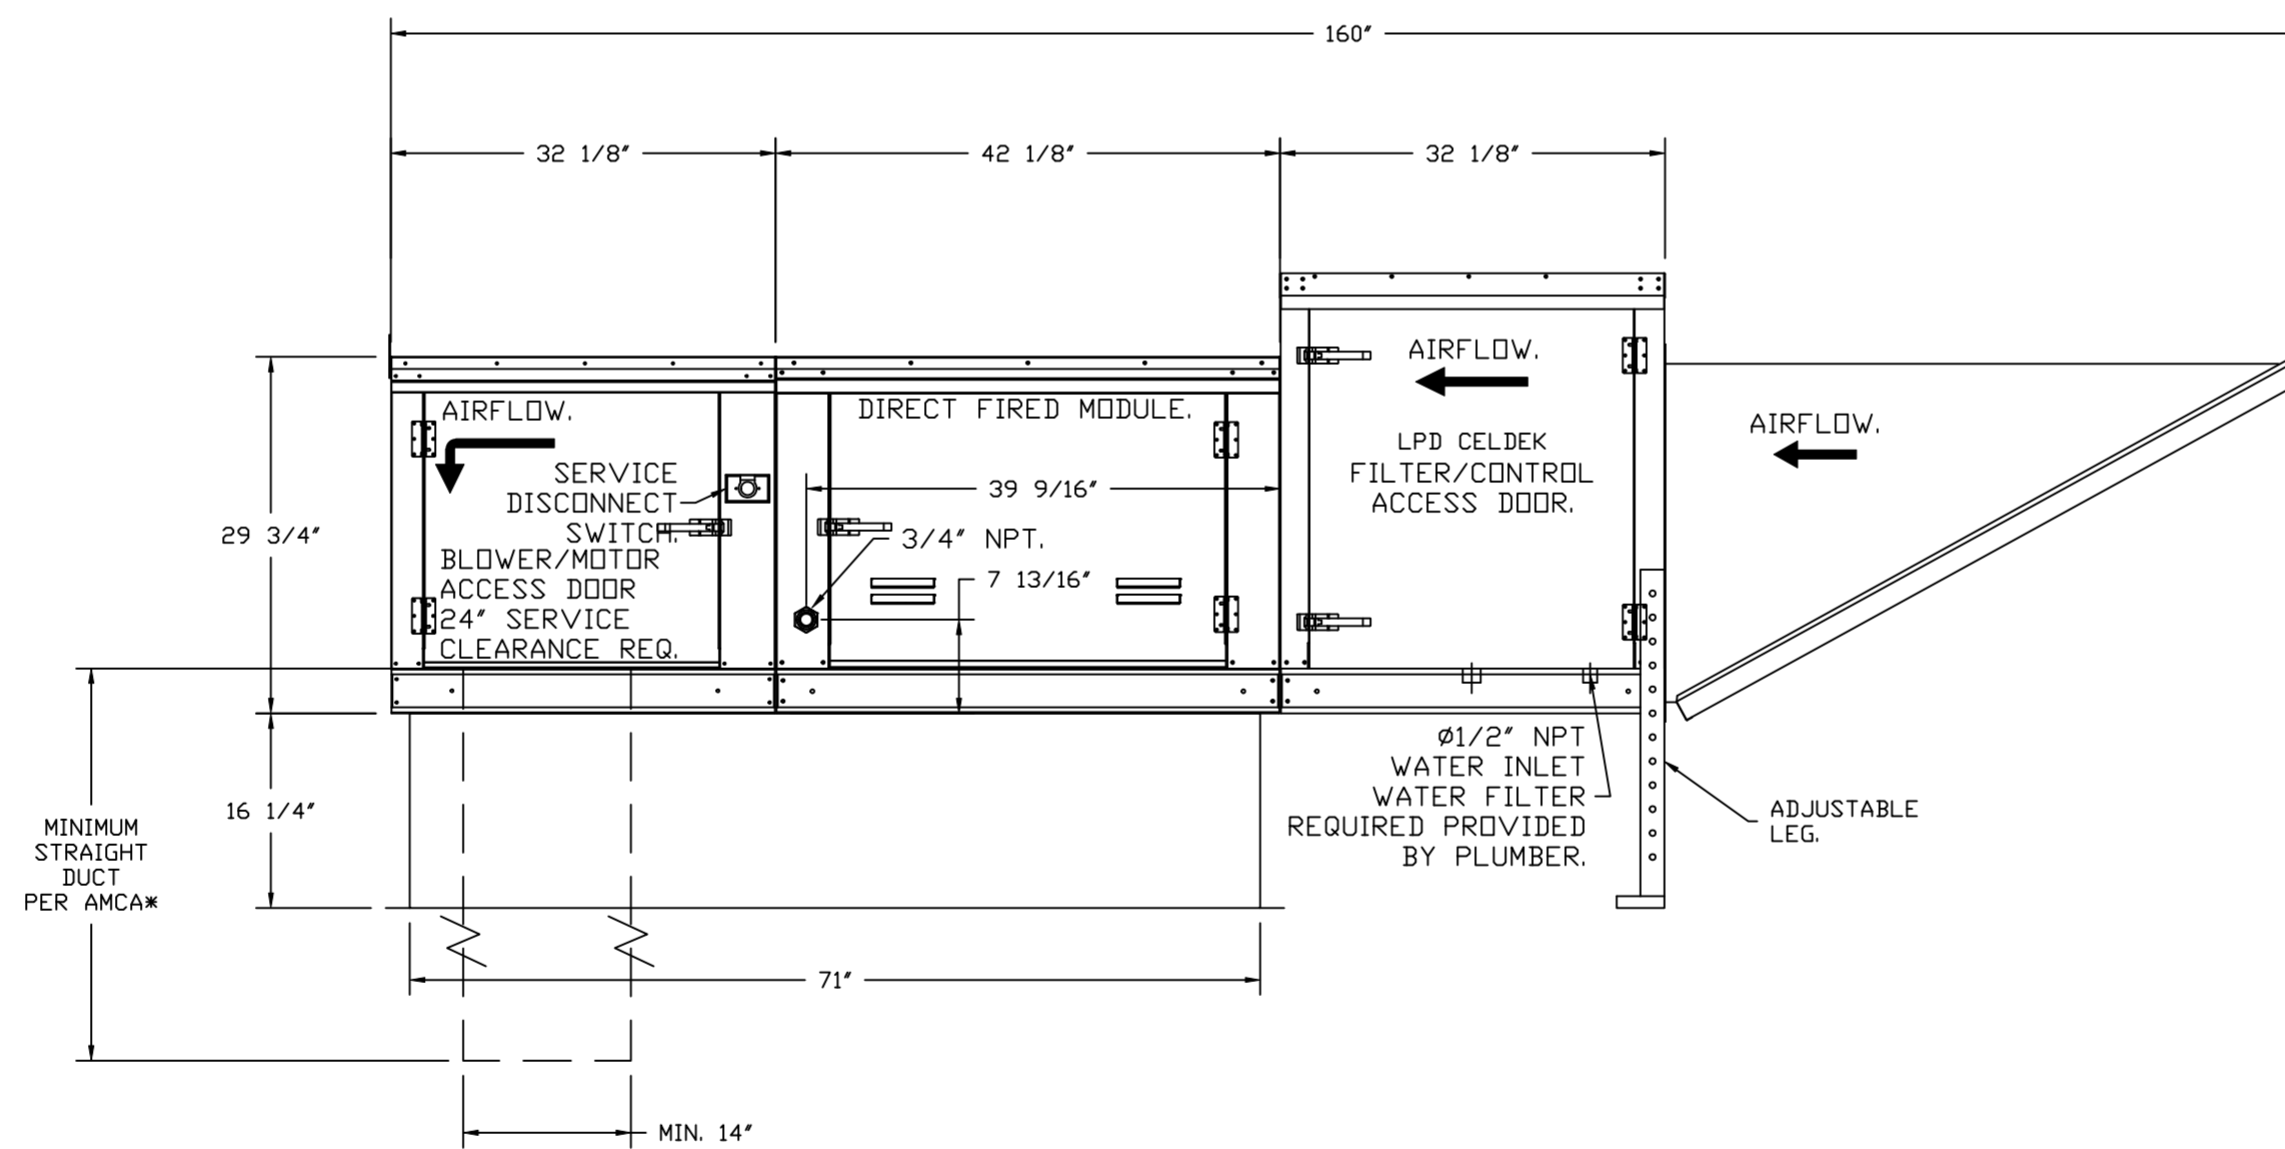 160"
32 1/8"
42 1/8"
32 1/8"
AIRFLOW.
DIRECT FIRED MODULE.
AIRFLOW.
AIRFLOW.
LPD CELDEK
FILTER/CONTROL
ACCESS DOOR.
SERVICE
DISCONNECT
SWITCH.
39 9/16"
3/4" NPT.
7 13/16"
29 3/4"
BLOWER/MOTOR
ACCESS DOOR
24" SERVICE
CLEARANCE REQ.
16 1/4"
MINIMUM
STRAIGHT
DUCT
PER AMCA*
Ø1/2" NPT
WATER INLET
WATER FILTER
REQUIRED PROVIDED
BY PLUMBER.
ADJUSTABLE
LEG.
71"
MIN. 14"